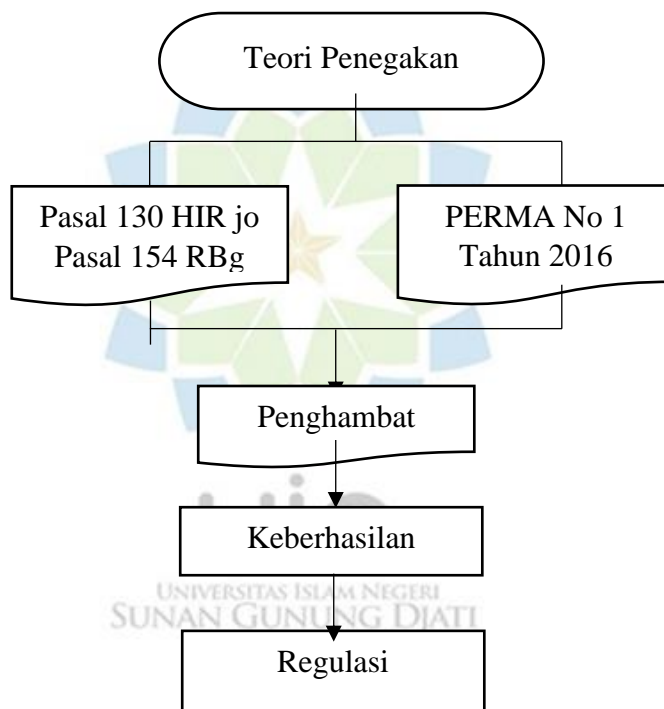 Teori Penegakan
Pasal 130 HIR jo
Pasal 154 RBg
PERMA No 1
Tahun 2016
Penghambat
Keberhasilan
UNIVERSITAS ISLAM NEGERI
SUNAN GUNUNG DJATI
Regulasi